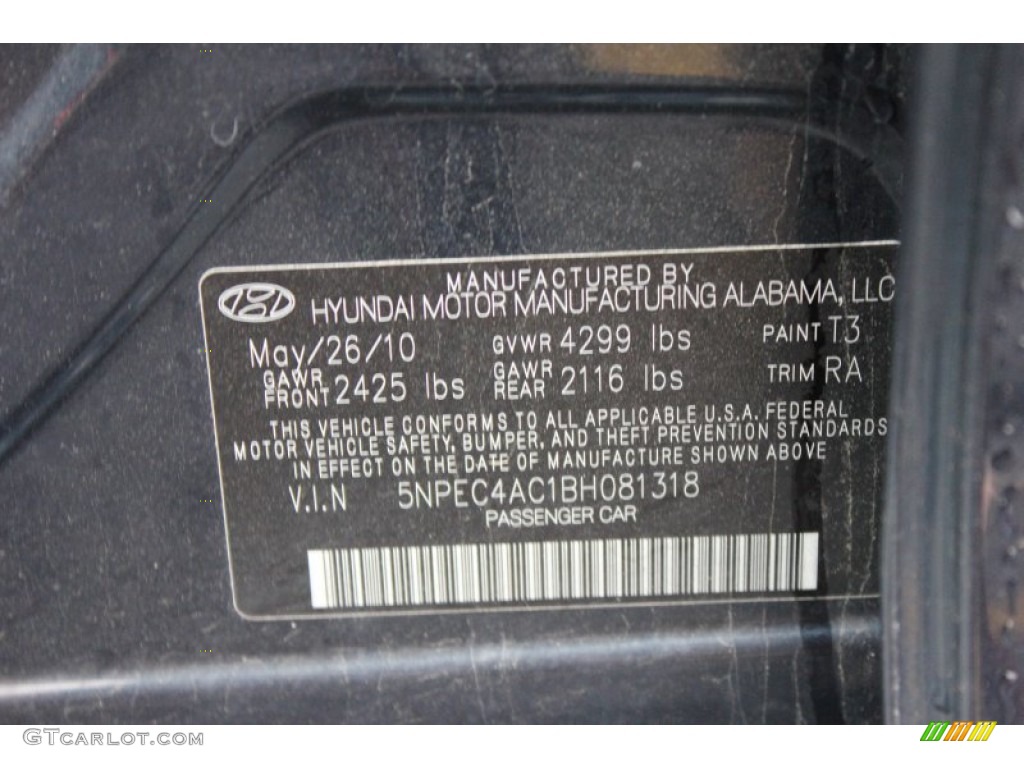 MANUFACTURED BY
HYUNDAI MOTOR MANUFACTURING ALABAMA, LLC
May/26/10 GVWR 4299 lbs PAINT T3
GAWR FRONT 2425 lbs GAWR REAR 2116 lbs TRIM RA
THIS VEHICLE CONFORMS TO ALL APPLICABLE U.S.A. FEDERAL
MOTOR VEHICLE SAFETY, BUMPER, AND THEFT PREVENTION STANDARDS
IN EFFECT ON THE DATE OF MANUFACTURE SHOWN ABOVE
V.I.N 5NPEC4AC1BH081318
PASSENGER CAR
GTCARLOT.COM